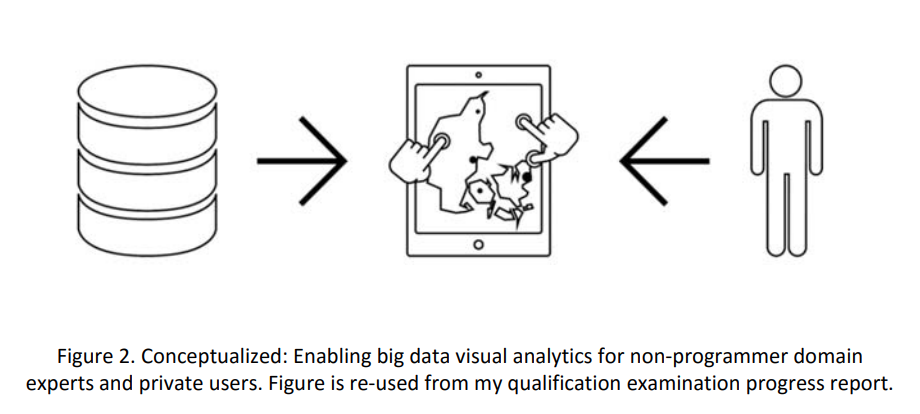 Figure 2. Conceptualized: Enabling big data visual analytics for non-programmer domain
experts and private users. Figure is re-used from my qualification examination progress report.